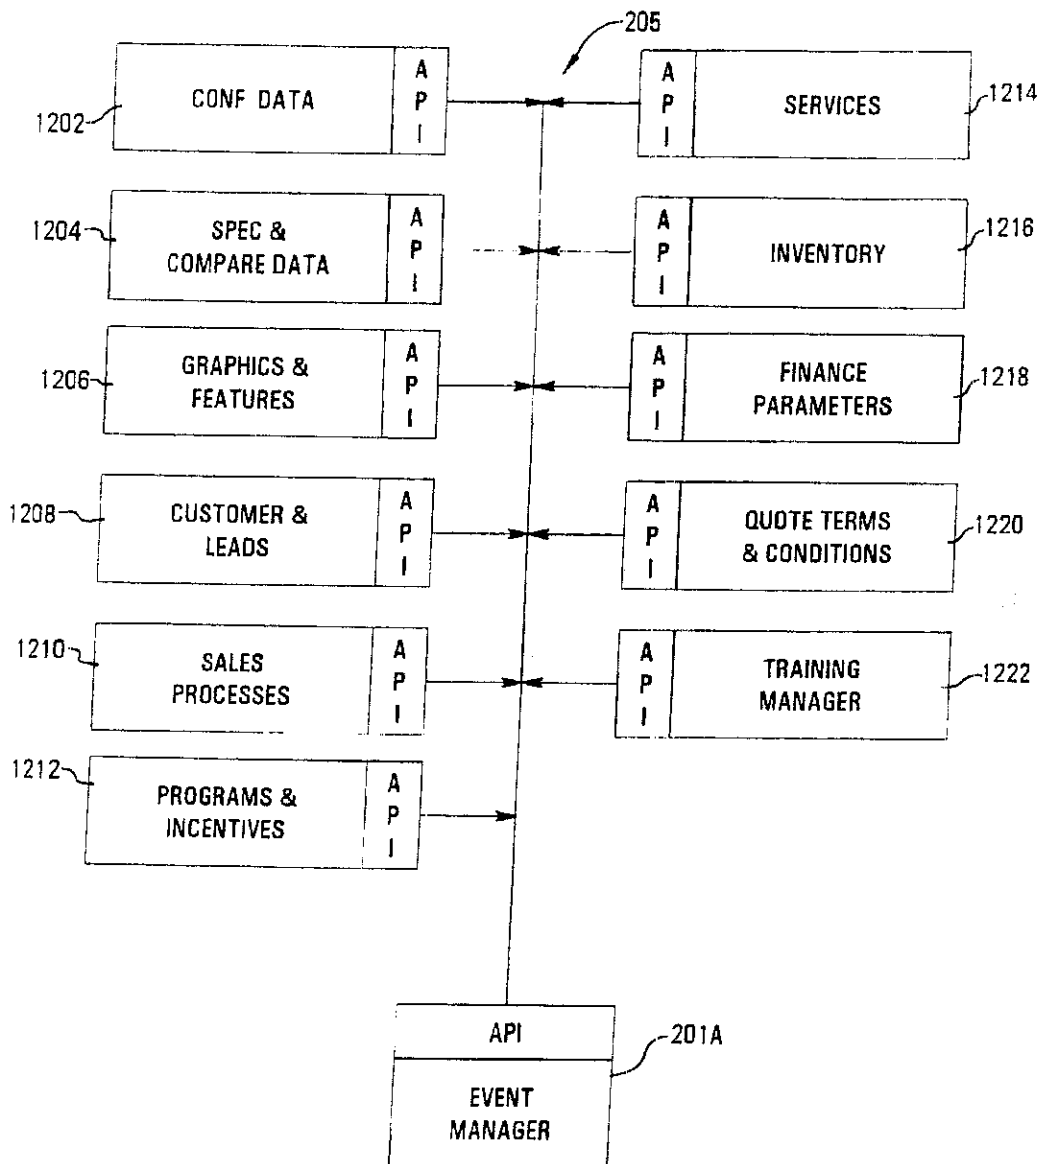 205
CONF DATA
A
P
I
1202
A
P
I
SERVICES
1214
1204
SPEC &
COMPARE DATA
A
P
I
A
P
I
INVENTORY
1216
1206
GRAPHICS &
FEATURES
A
P
I
A
P
I
FINANCE
PARAMETERS
1218
1208
CUSTOMER &
LEADS
A
P
I
A
P
I
QUOTE TERMS
& CONDITIONS
1220
1210
SALES
PROCESSES
A
P
I
A
P
I
TRAINING
MANAGER
1222
1212
PROGRAMS &
INCENTIVES
A
P
I
API
201A
EVENT
MANAGER